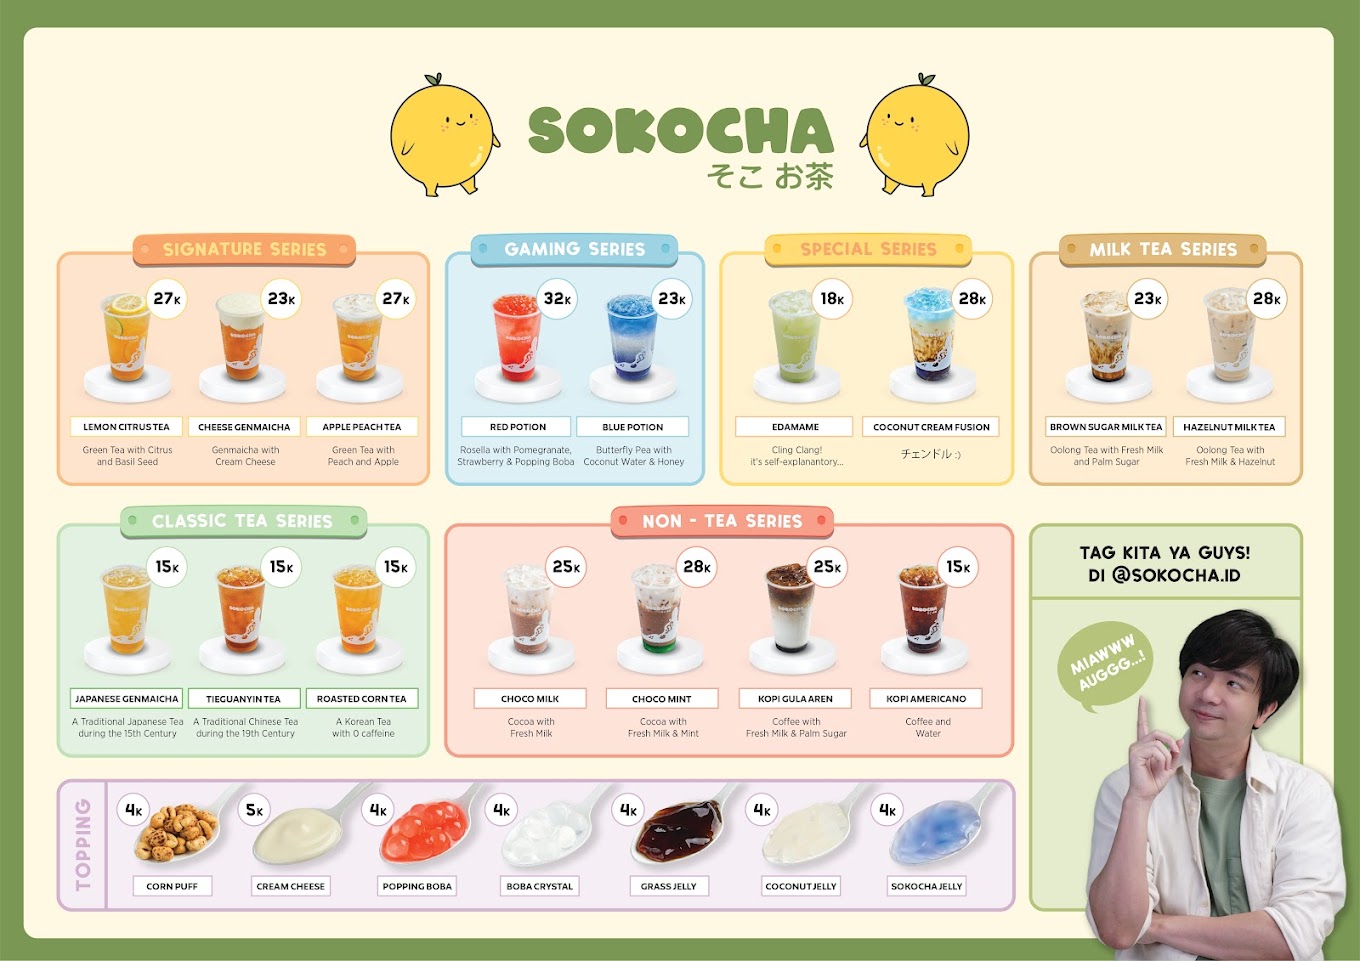 SOKOCHA
そこ お茶
SIGNATURE SERIES
27K
23K
27K
LEMON CITRUS TEA
CHEESE GENMAICHA
APPLE PEACH TEA
Green Tea with Citrus
and Basil Seed
Genmaicha with
Cream Cheese
Green Tea with
Peach and Apple
GAMING SERIES
32K
23K
RED POTION
BLUE POTION
Rosella with Pomegranate,
Strawberry & Popping Boba
Butterfly Pea with
Coconut Water & Honey
SPECIAL SERIES
18K
28K
EDAMAME
COCONUT CREAM FUSION
Cling Clang!
it's self-explanantory...
チェンドル :)
MILK TEA SERIES
23K
28K
BROWN SUGAR MILK TEA
HAZELNUT MILK TEA
Oolong Tea with Fresh Milk
and Palm Sugar
Oolong Tea with
Fresh Milk & Hazelnut
CLASSIC TEA SERIES
15K
15K
15K
JAPANESE GENMAICHA
TIEGUANYIN TEA
ROASTED CORN TEA
A Traditional Japanese Tea
during the 15th Century
A Traditional Chinese Tea
during the 19th Century
A Korean Tea
with 0 caffeine
NON - TEA SERIES
25K
28K
25K
15K
CHOCO MILK
CHOCO MINT
KOPI GULA AREN
KOPI AMERICANO
Cocoa with
Fresh Milk
Cocoa with
Fresh Milk & Mint
Coffee with
Fresh Milk & Palm Sugar
Coffee and
Water
TAG KITA YA GUYS!
DI @SOKOCHA.ID
MIAWWW
AUGGG...!
TOPPING
4K
5K
4K
4K
4K
4K
4K
CORN PUFF
CREAM CHEESE
POPPING BOBA
BOBA CRYSTAL
GRASS JELLY
COCONUT JELLY
SOKOCHA JELLY